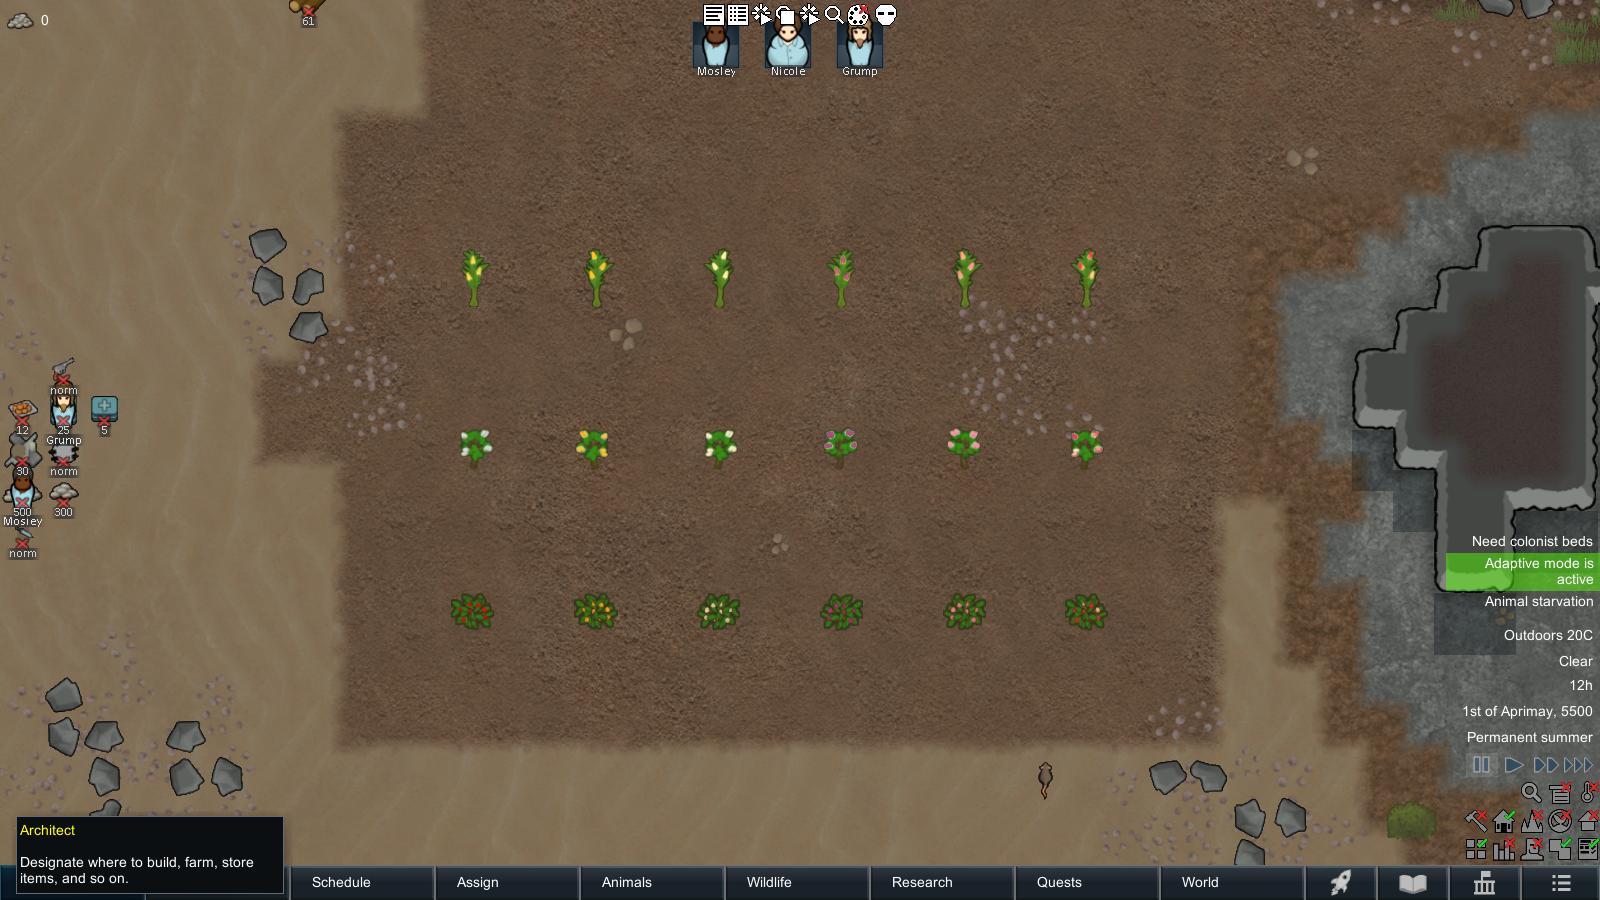 0
61
Mosley
Nicole
Grump
norm
12
25
5
Grump
30
norm
500
300
Mosley
norm
Need colonist beds
Adaptive mode is
active
Animal starvation
Outdoors 20C
Clear
12h
1st of Aprimay, 5500
Permanent summer
Architect
Designate where to build, farm, store
items, and so on.
Schedule
Assign
Animals
Wildlife
Research
Quests
World